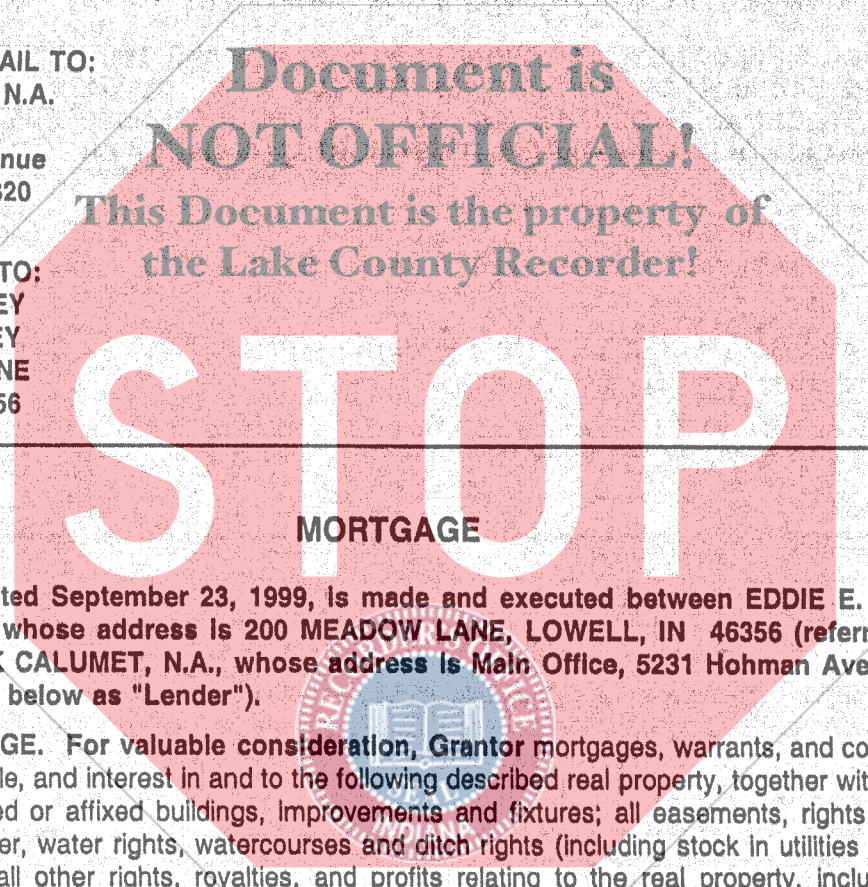 AIL TO:
N.A.
nue
320
TO:
EY
EY
NE
56
Document is
NOT OFFICIAL!
This Document is the property of
the Lake County Recorder!
STOP
MORTGAGE
ted September 23, 1999, is made and executed between EDDIE E.
whose address is 200 MEADOW LANE, LOWELL, IN 46356 (referr
K CALUMET, N.A., whose address is Main Office, 5231 Hohman Ave
below as "Lender").
GE. For valuable consideration, Grantor mortgages, warrants, and co
le, and interest in and to the following described real property, together wit
ed or affixed buildings, improvements and fixtures; all easements, rights
er, water rights, watercourses and ditch rights (including stock in utilities
all other rights, royalties, and profits relating to the real property, inclu
RECORDER'S OFFICE
INDIANA